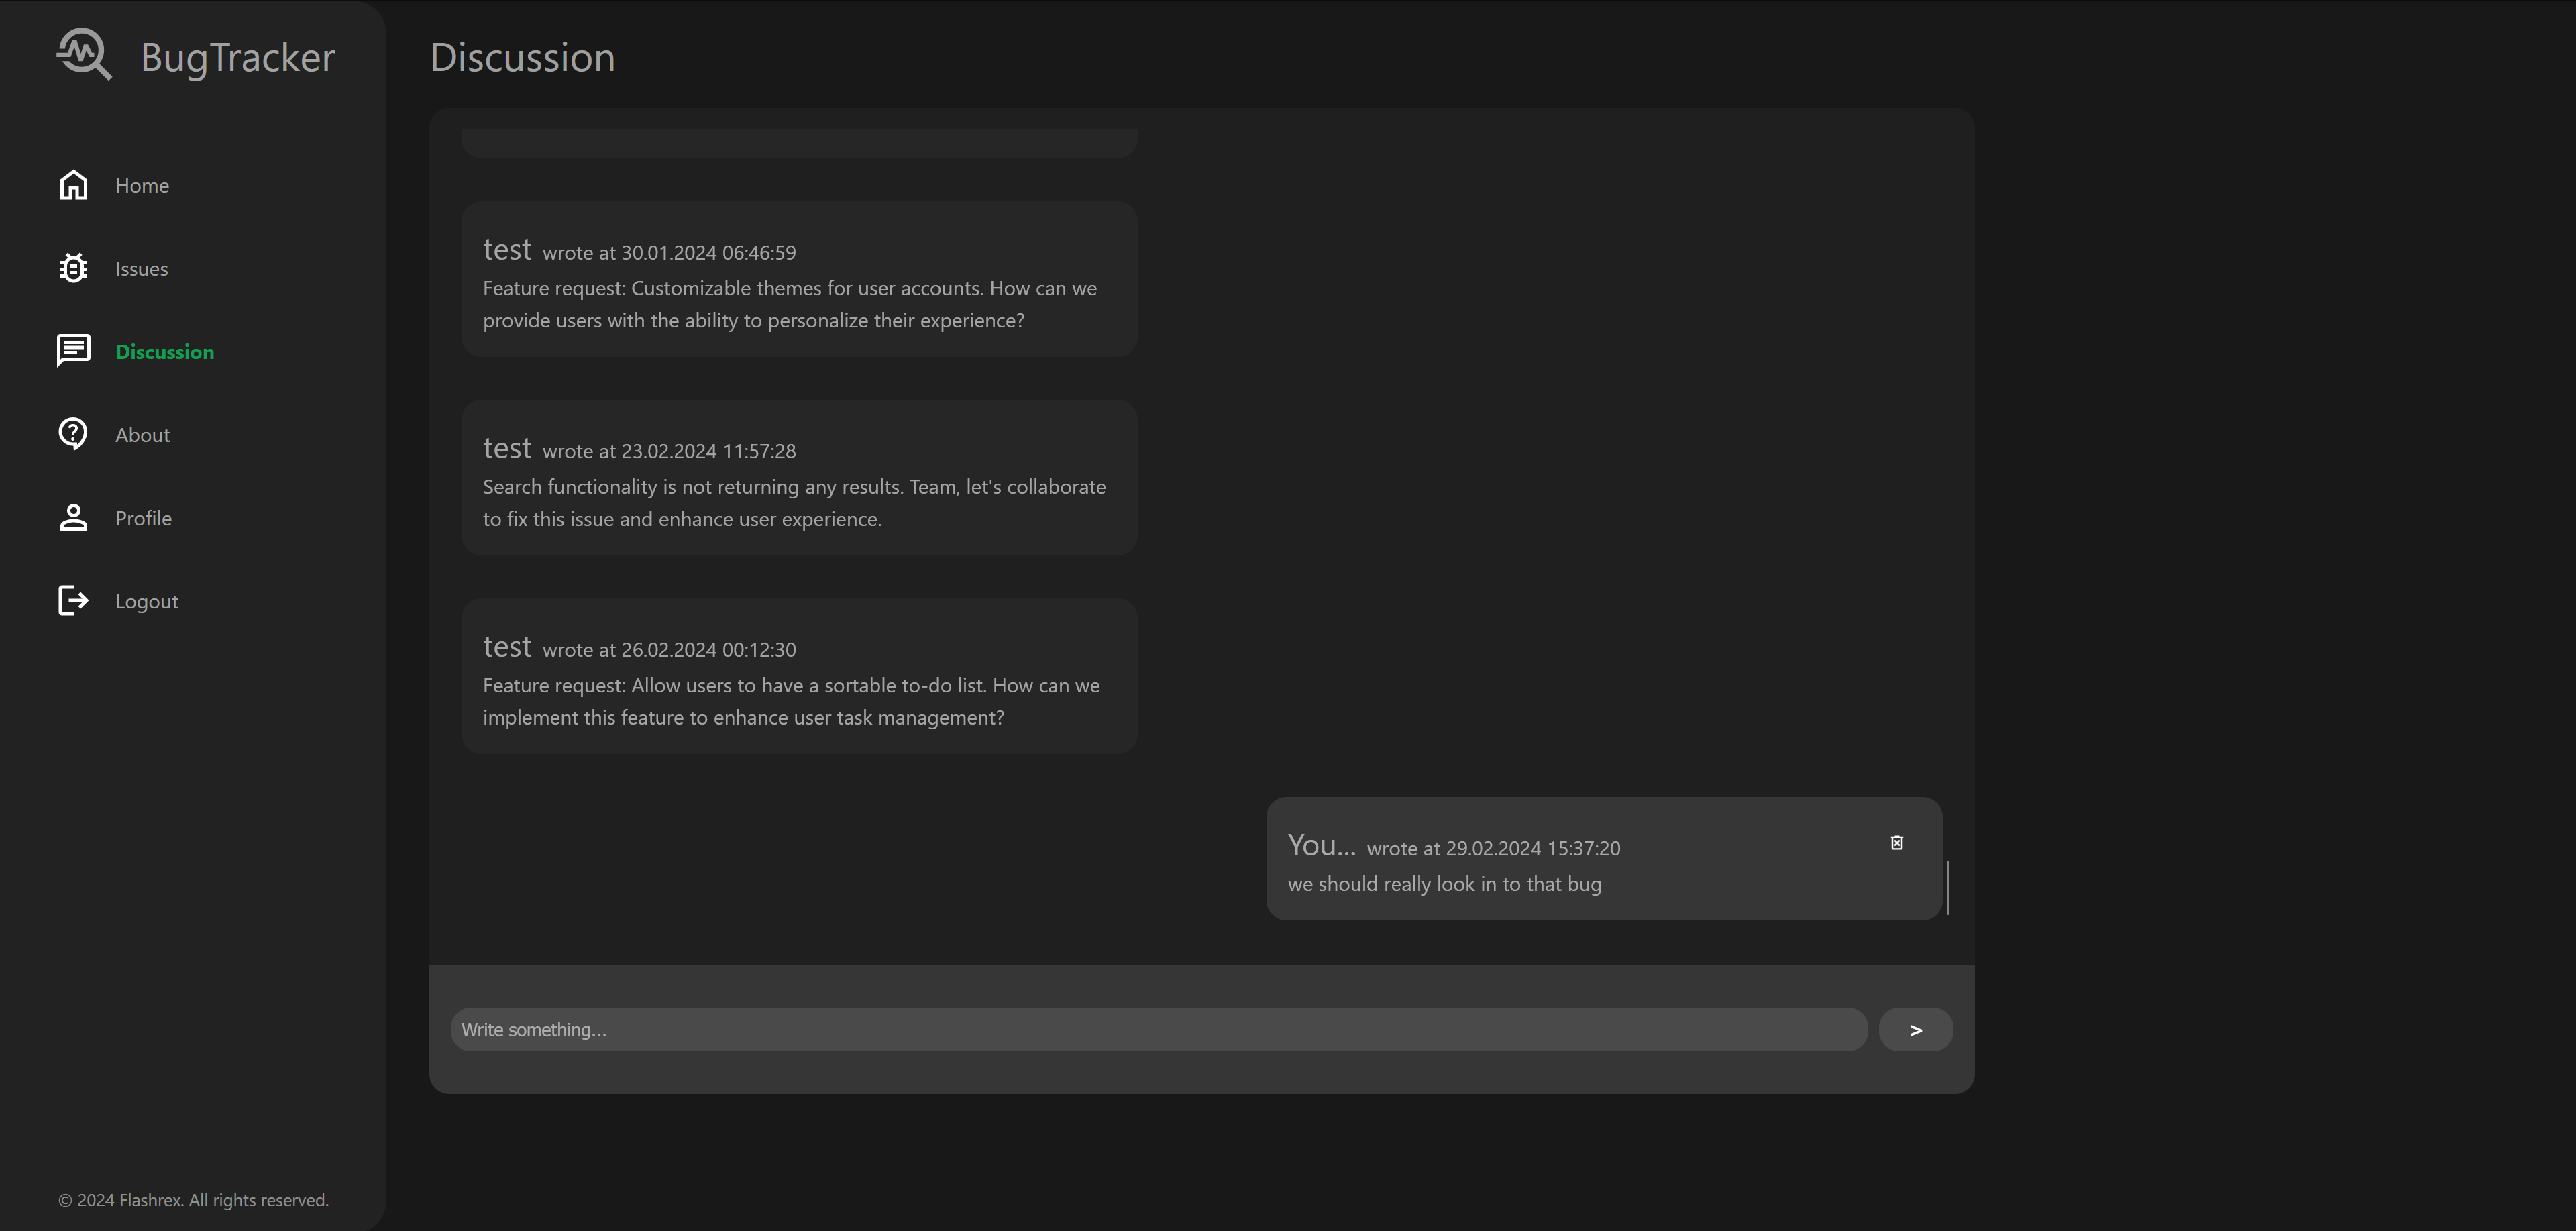 BugTracker
Home
Issues
Discussion
About
Profile
Logout
© 2024 Flashrex. All rights reserved.
Discussion
test wrote at 30.01.2024 06:46:59
Feature request: Customizable themes for user accounts. How can we
provide users with the ability to personalize their experience?
test wrote at 23.02.2024 11:57:28
Search functionality is not returning any results. Team, let's collaborate
to fix this issue and enhance user experience.
test wrote at 26.02.2024 00:12:30
Feature request: Allow users to have a sortable to-do list. How can we
implement this feature to enhance user task management?
You... wrote at 29.02.2024 15:37:20
we should really look in to that bug
Write something...
>